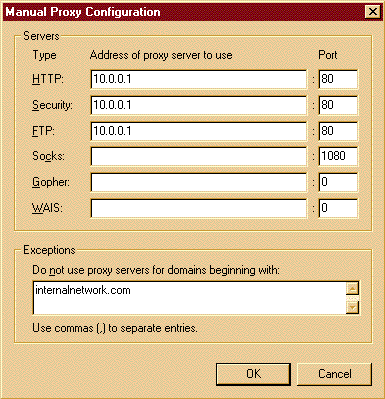 Manual Proxy Configuration
Servers
Type Address of proxy server to use Port
HTTP: 10.0.0.1 : 80
Security: 10.0.0.1 : 80
FTP: 10.0.0.1 : 80
Socks: : 1080
Gopher: : 0
WAIS: : 0
Exceptions
Do not use proxy servers for domains beginning with:
internalnetwork.com
Use commas (,) to separate entries.
OK Cancel